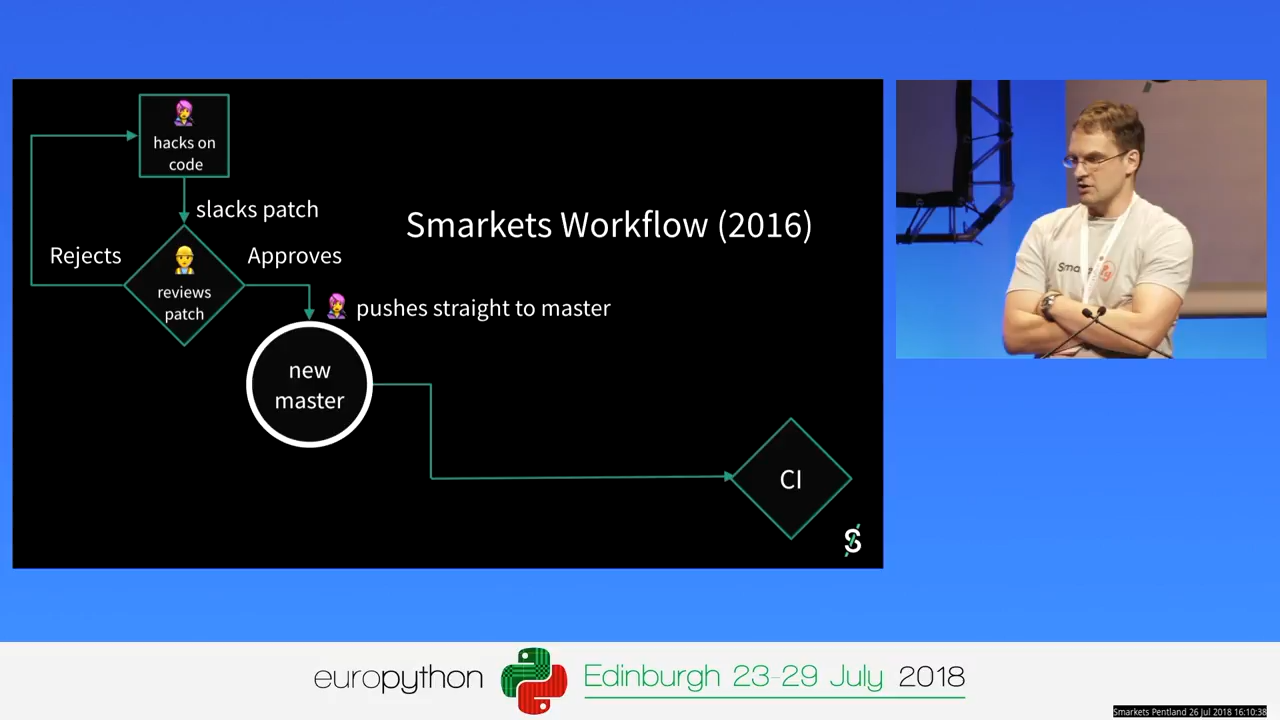 hacks on
code
slacks patch
Rejects
Approves
reviews
patch
Smarkets Workflow (2016)
pushes straight to master
new
master
CI
S
Smar
europython
Edinburgh 23-29 July 2018
Smarkets Pentland 26 Jul 2018 16:10:38